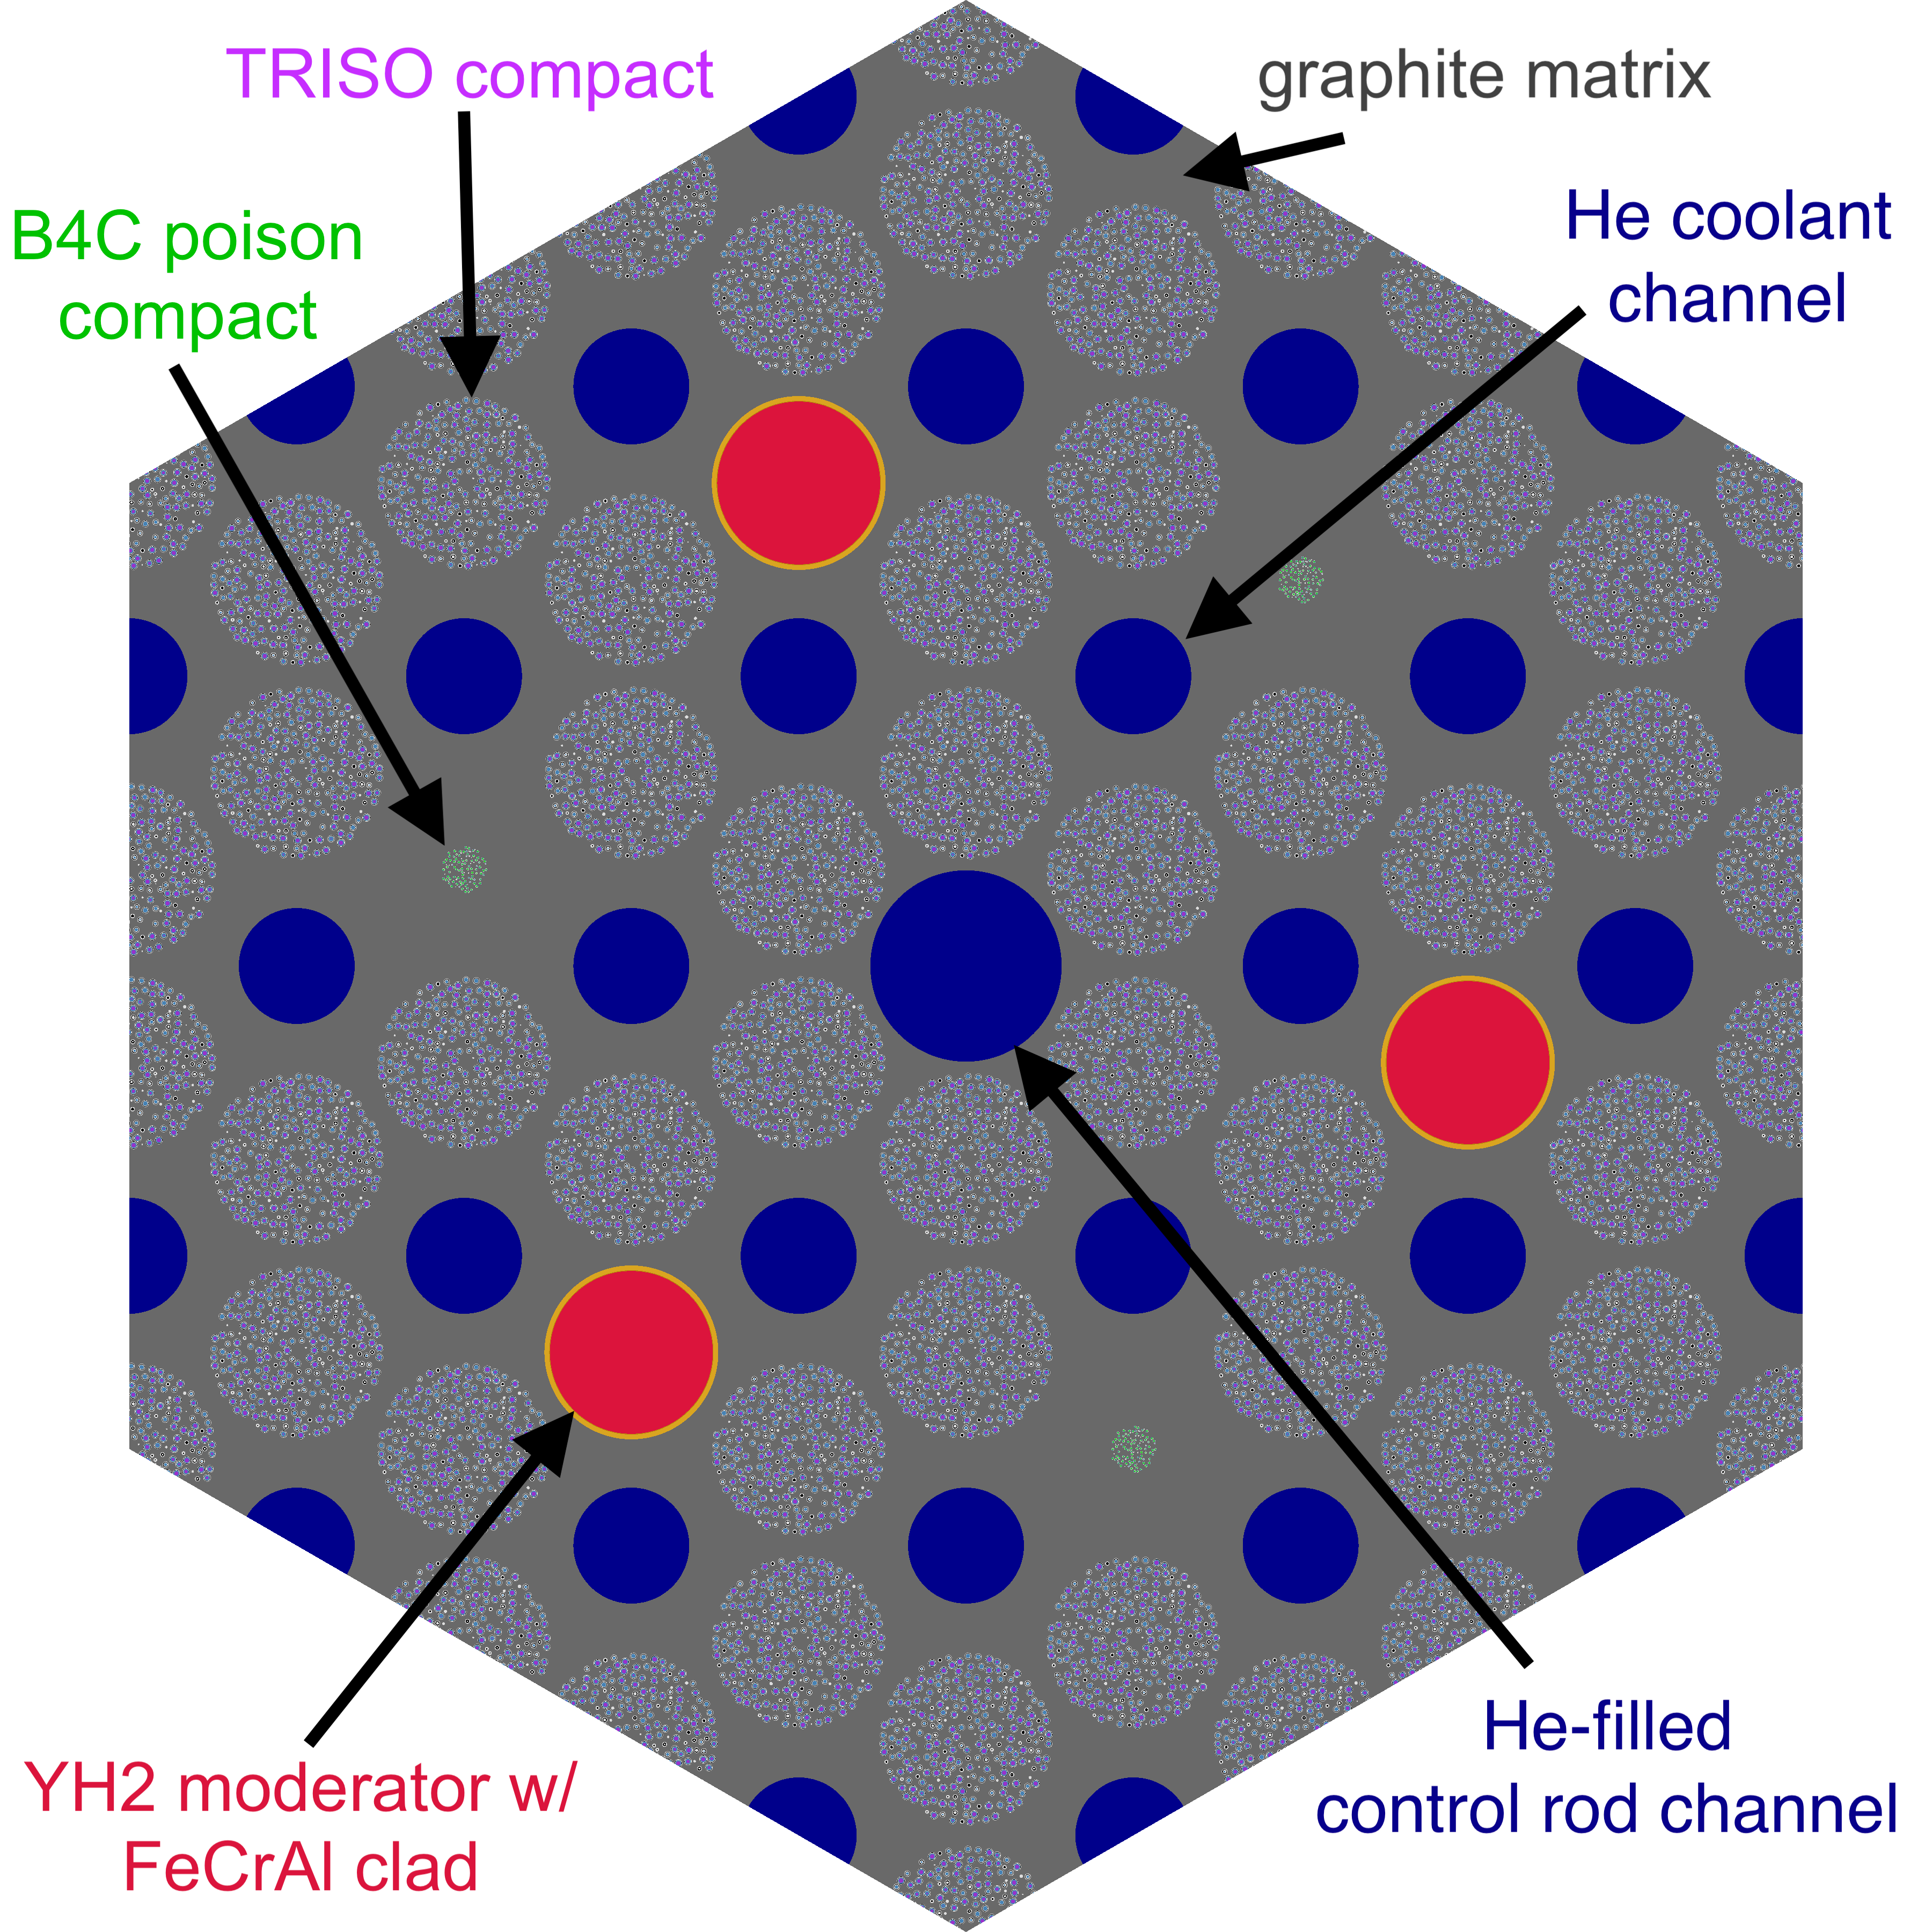 TRISO compact
graphite matrix
B4C poison
compact
He coolant
channel
YH2 moderator w/
FeCrAl clad
He-filled
control rod channel